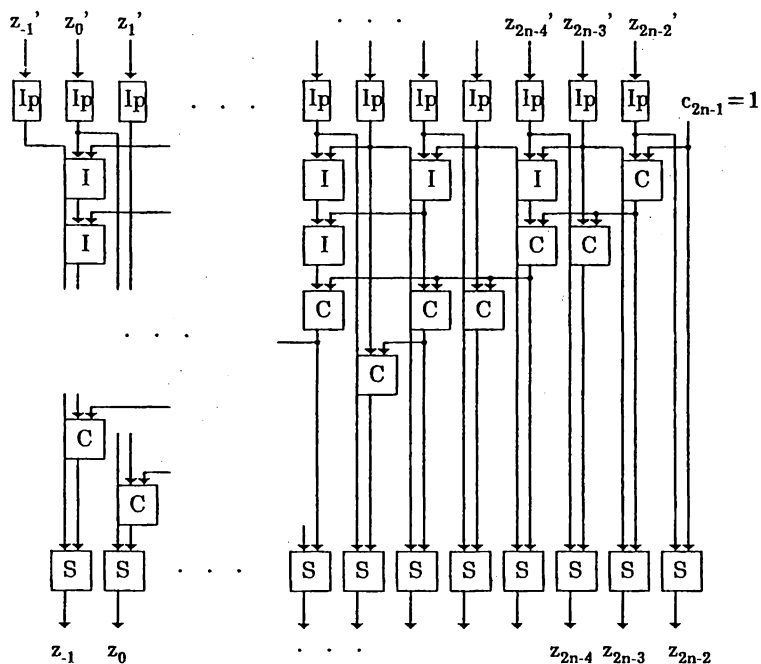 z₋₁' z₀' z₁' . . . z₂ₙ₋₄' z₂ₙ₋₃' z₂ₙ₋₂'
Ip Ip Ip . . . Ip Ip Ip Ip Ip Ip Ip c₂ₙ₋₁ = 1
I I I I C
I I C C
C C C
. . .
C
C
C
S S . . . S S S S S S S S
z₋₁ z₀ . . . z₂ₙ₋₄ z₂ₙ₋₃ z₂ₙ₋₂